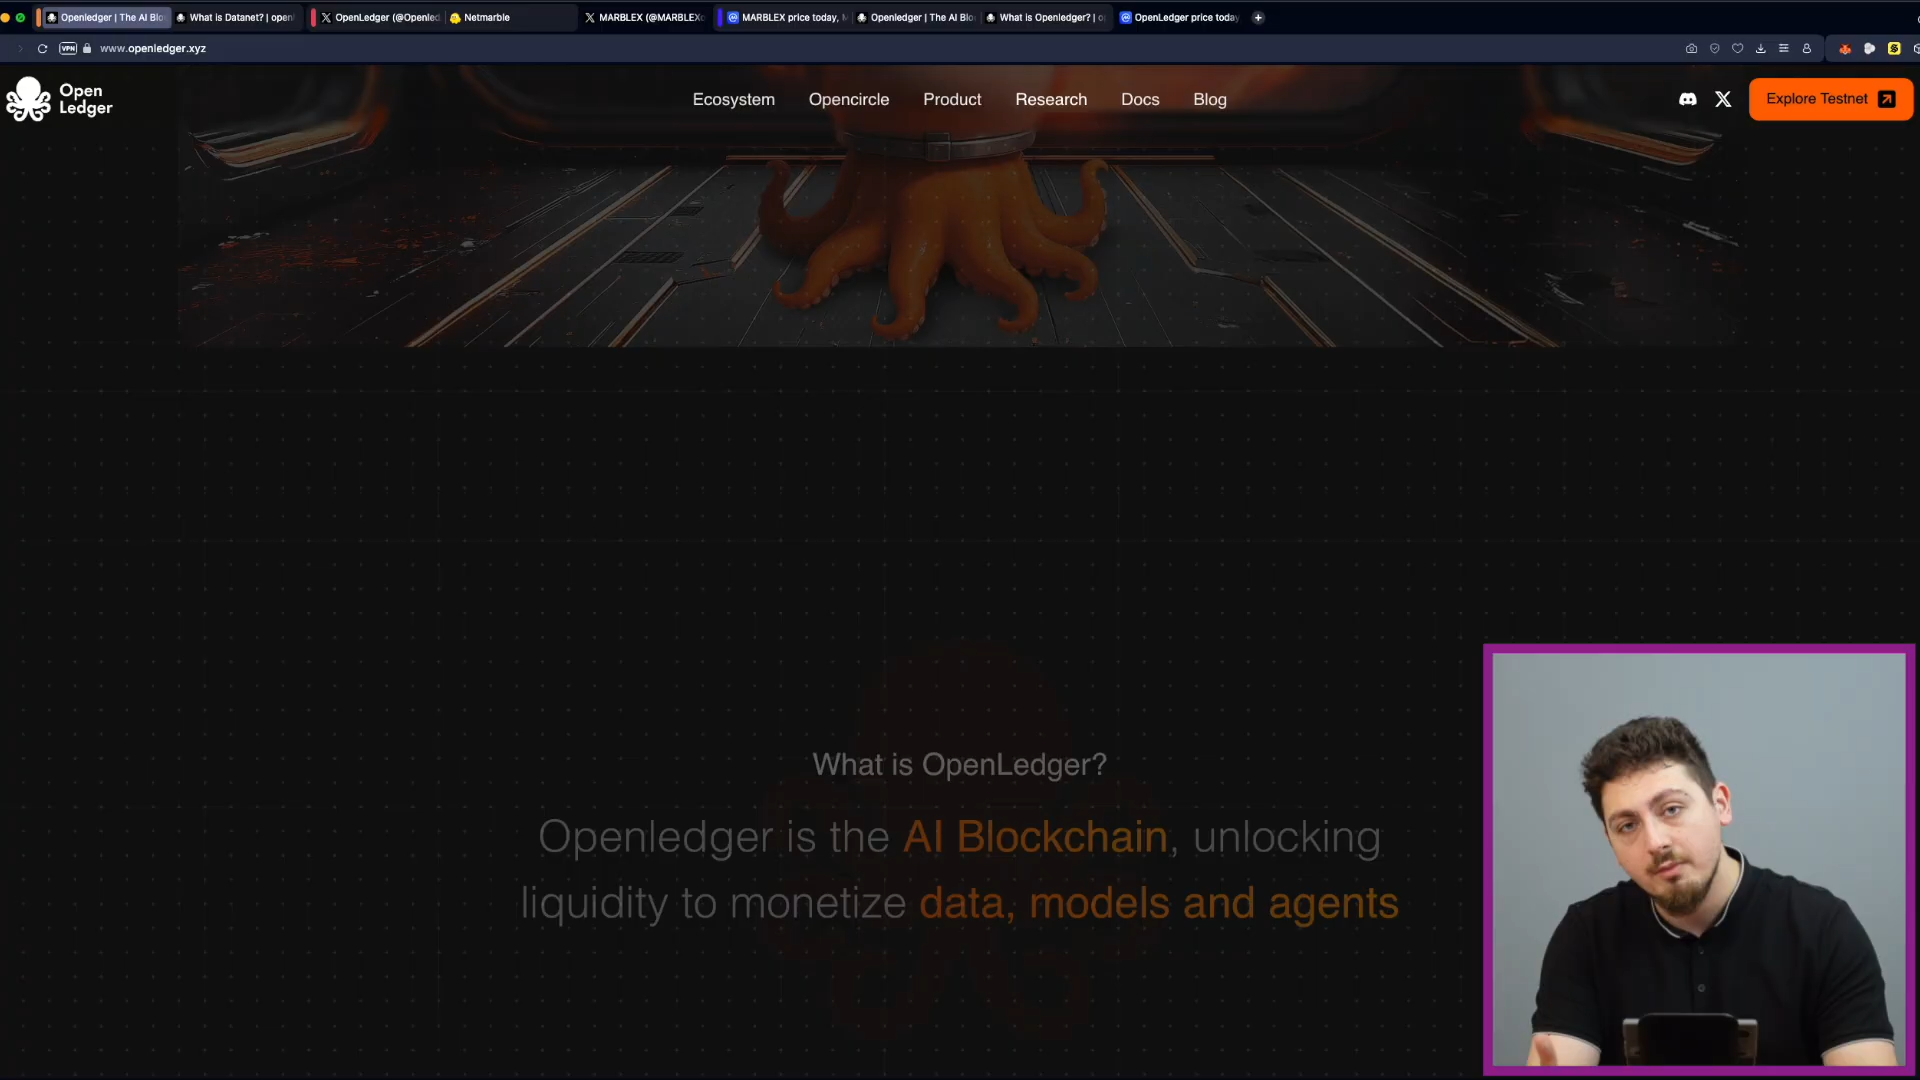 Openledger | The AI Blo
What is Datanet? | openl
OpenLedger (@Openled
Netmarble
MARBLEX (@MARBLEX
MARBLEX price today, M
Openledger | The AI Blo
What is Openledger? | o
OpenLedger price today
VPN
www.openledger.xyz
Open
Ledger
Ecosystem
Opencircle
Product
Research
Docs
Blog
Explore Testnet
What is OpenLedger?
Openledger is the AI Blockchain, unlocking
liquidity to monetize data, models and agents